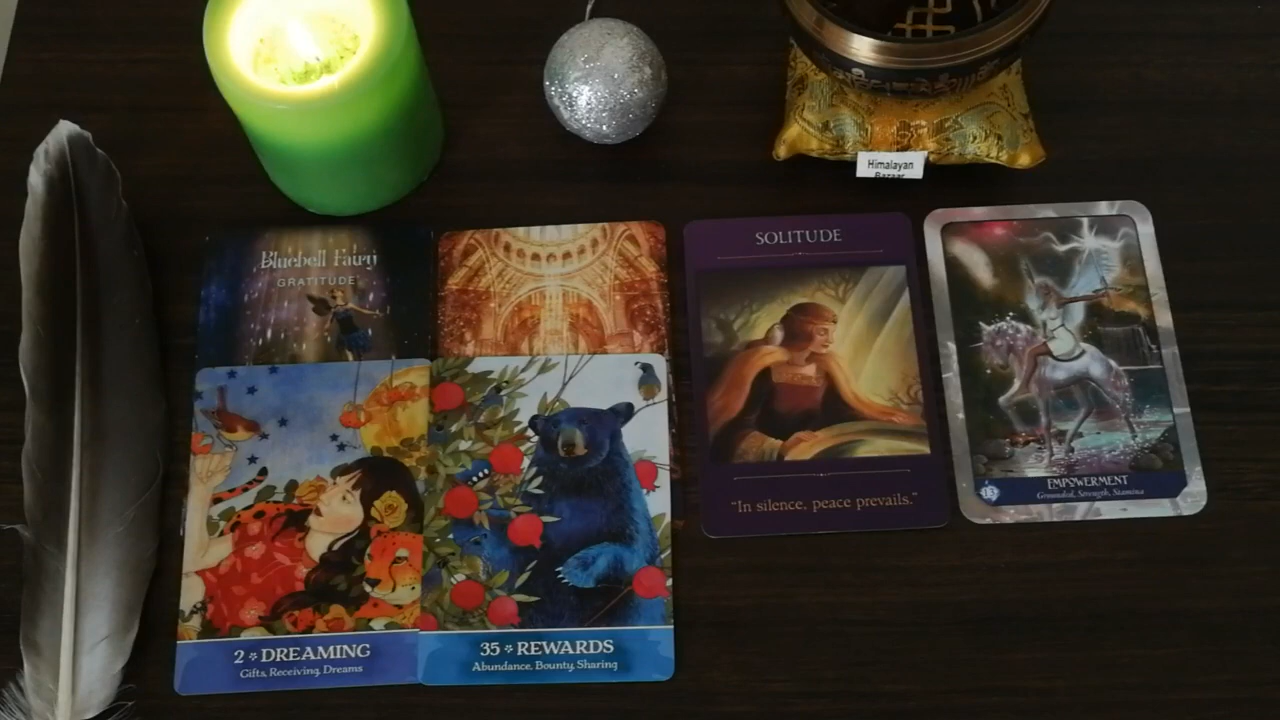 Himalayan
Bazaar
Bluebell Fairy
GRATITUDE
SOLITUDE
"In silence, peace prevails."
13
EMPOWERMENT
Grounded, Strength, Stamina
2 DREAMING
Gifts, Receiving, Dreams
35 REWARDS
Abundance, Bounty, Sharing